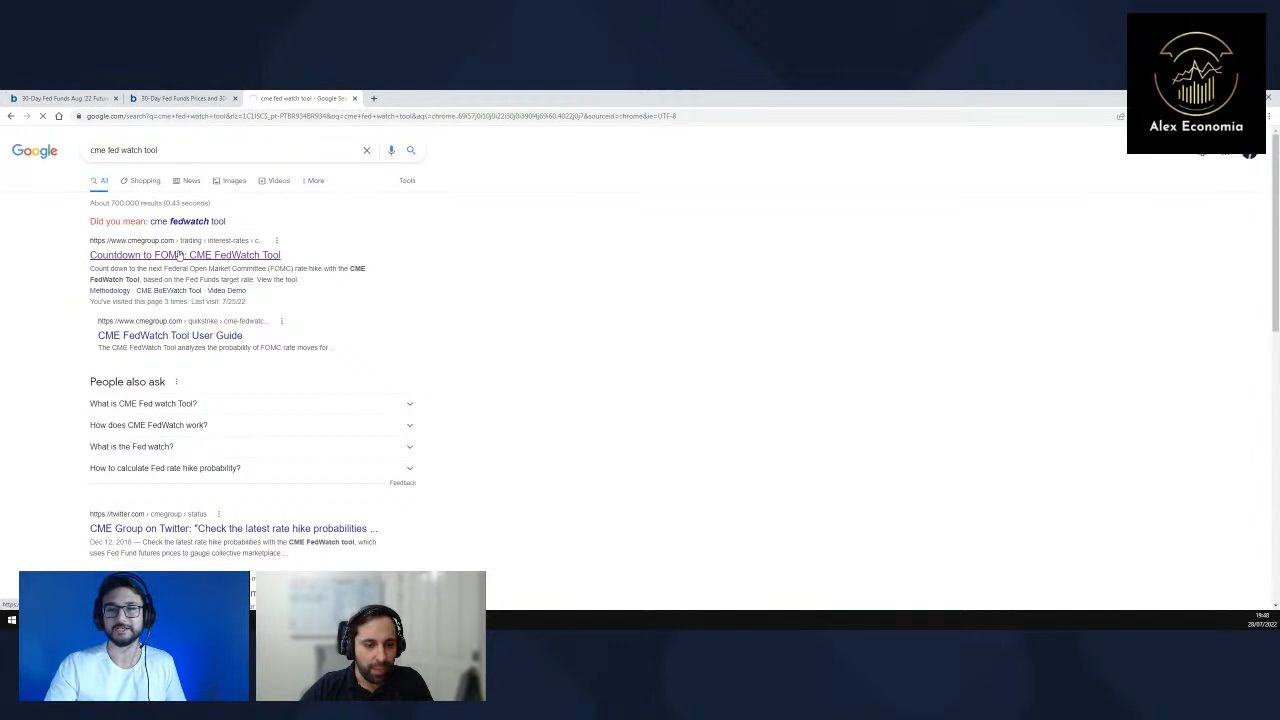 30-Day Fed Funds Aug '22 Futur
30-Day Fed Funds Prices and 30-
cme fed watch tool - Google Sea
Alex Economia
Google
cme fed watch tool
All
Shopping
News
Images
Videos
More
Tools
About 700,000 results (0.43 seconds)
Did you mean: cme fedwatch tool
https://www.cmegroup.com › trading › interest-rates › c...
Countdown to FOMC: CME FedWatch Tool
Count down to the next Federal Open Market Committee (FOMC) rate hike with the CME
FedWatch Tool, based on the Fed Funds target rate. View the tool.
Methodology CME BoEWatch Tool Video Demo
You've visited this page 3 times. Last visit: 7/25/22
https://www.cmegroup.com › quikstrike › cme-fedwatc...
CME FedWatch Tool User Guide
The CME FedWatch Tool analyzes the probability of FOMC rate moves for ...
People also ask
What is CME Fed watch Tool?
How does CME FedWatch work?
What is the Fed watch?
How to calculate Fed rate hike probability?
Feedback
https://twitter.com › cmegroup › status
CME Group on Twitter: "Check the latest rate hike probabilities ...
Dec 12, 2018 — Check the latest rate hike probabilities with the CME FedWatch tool, which
uses Fed Fund futures prices to gauge collective marketplace ...
19:48
28/07/2022